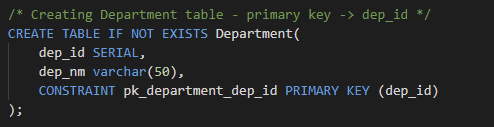 /* Creating Department table - primary key -> dep_id */
CREATE TABLE IF NOT EXISTS Department(
    dep_id SERIAL,
    dep_nm varchar(50),
    CONSTRAINT pk_department_dep_id PRIMARY KEY (dep_id)
);